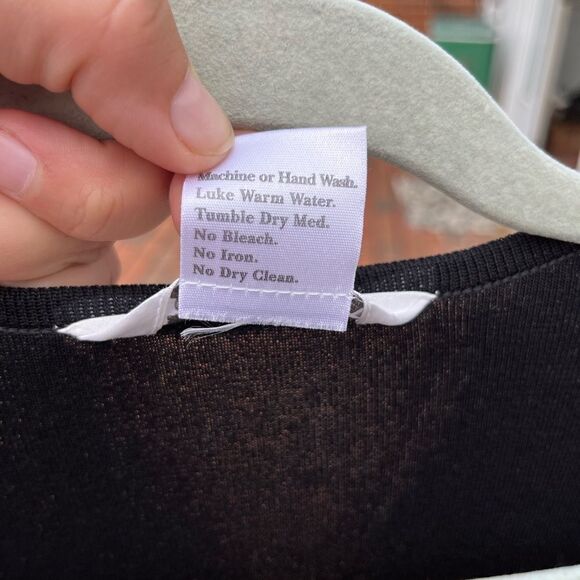 Machine or Hand Wash.
Luke Warm Water.
Tumble Dry Med.
No Bleach.
No Iron.
No Dry Clean.